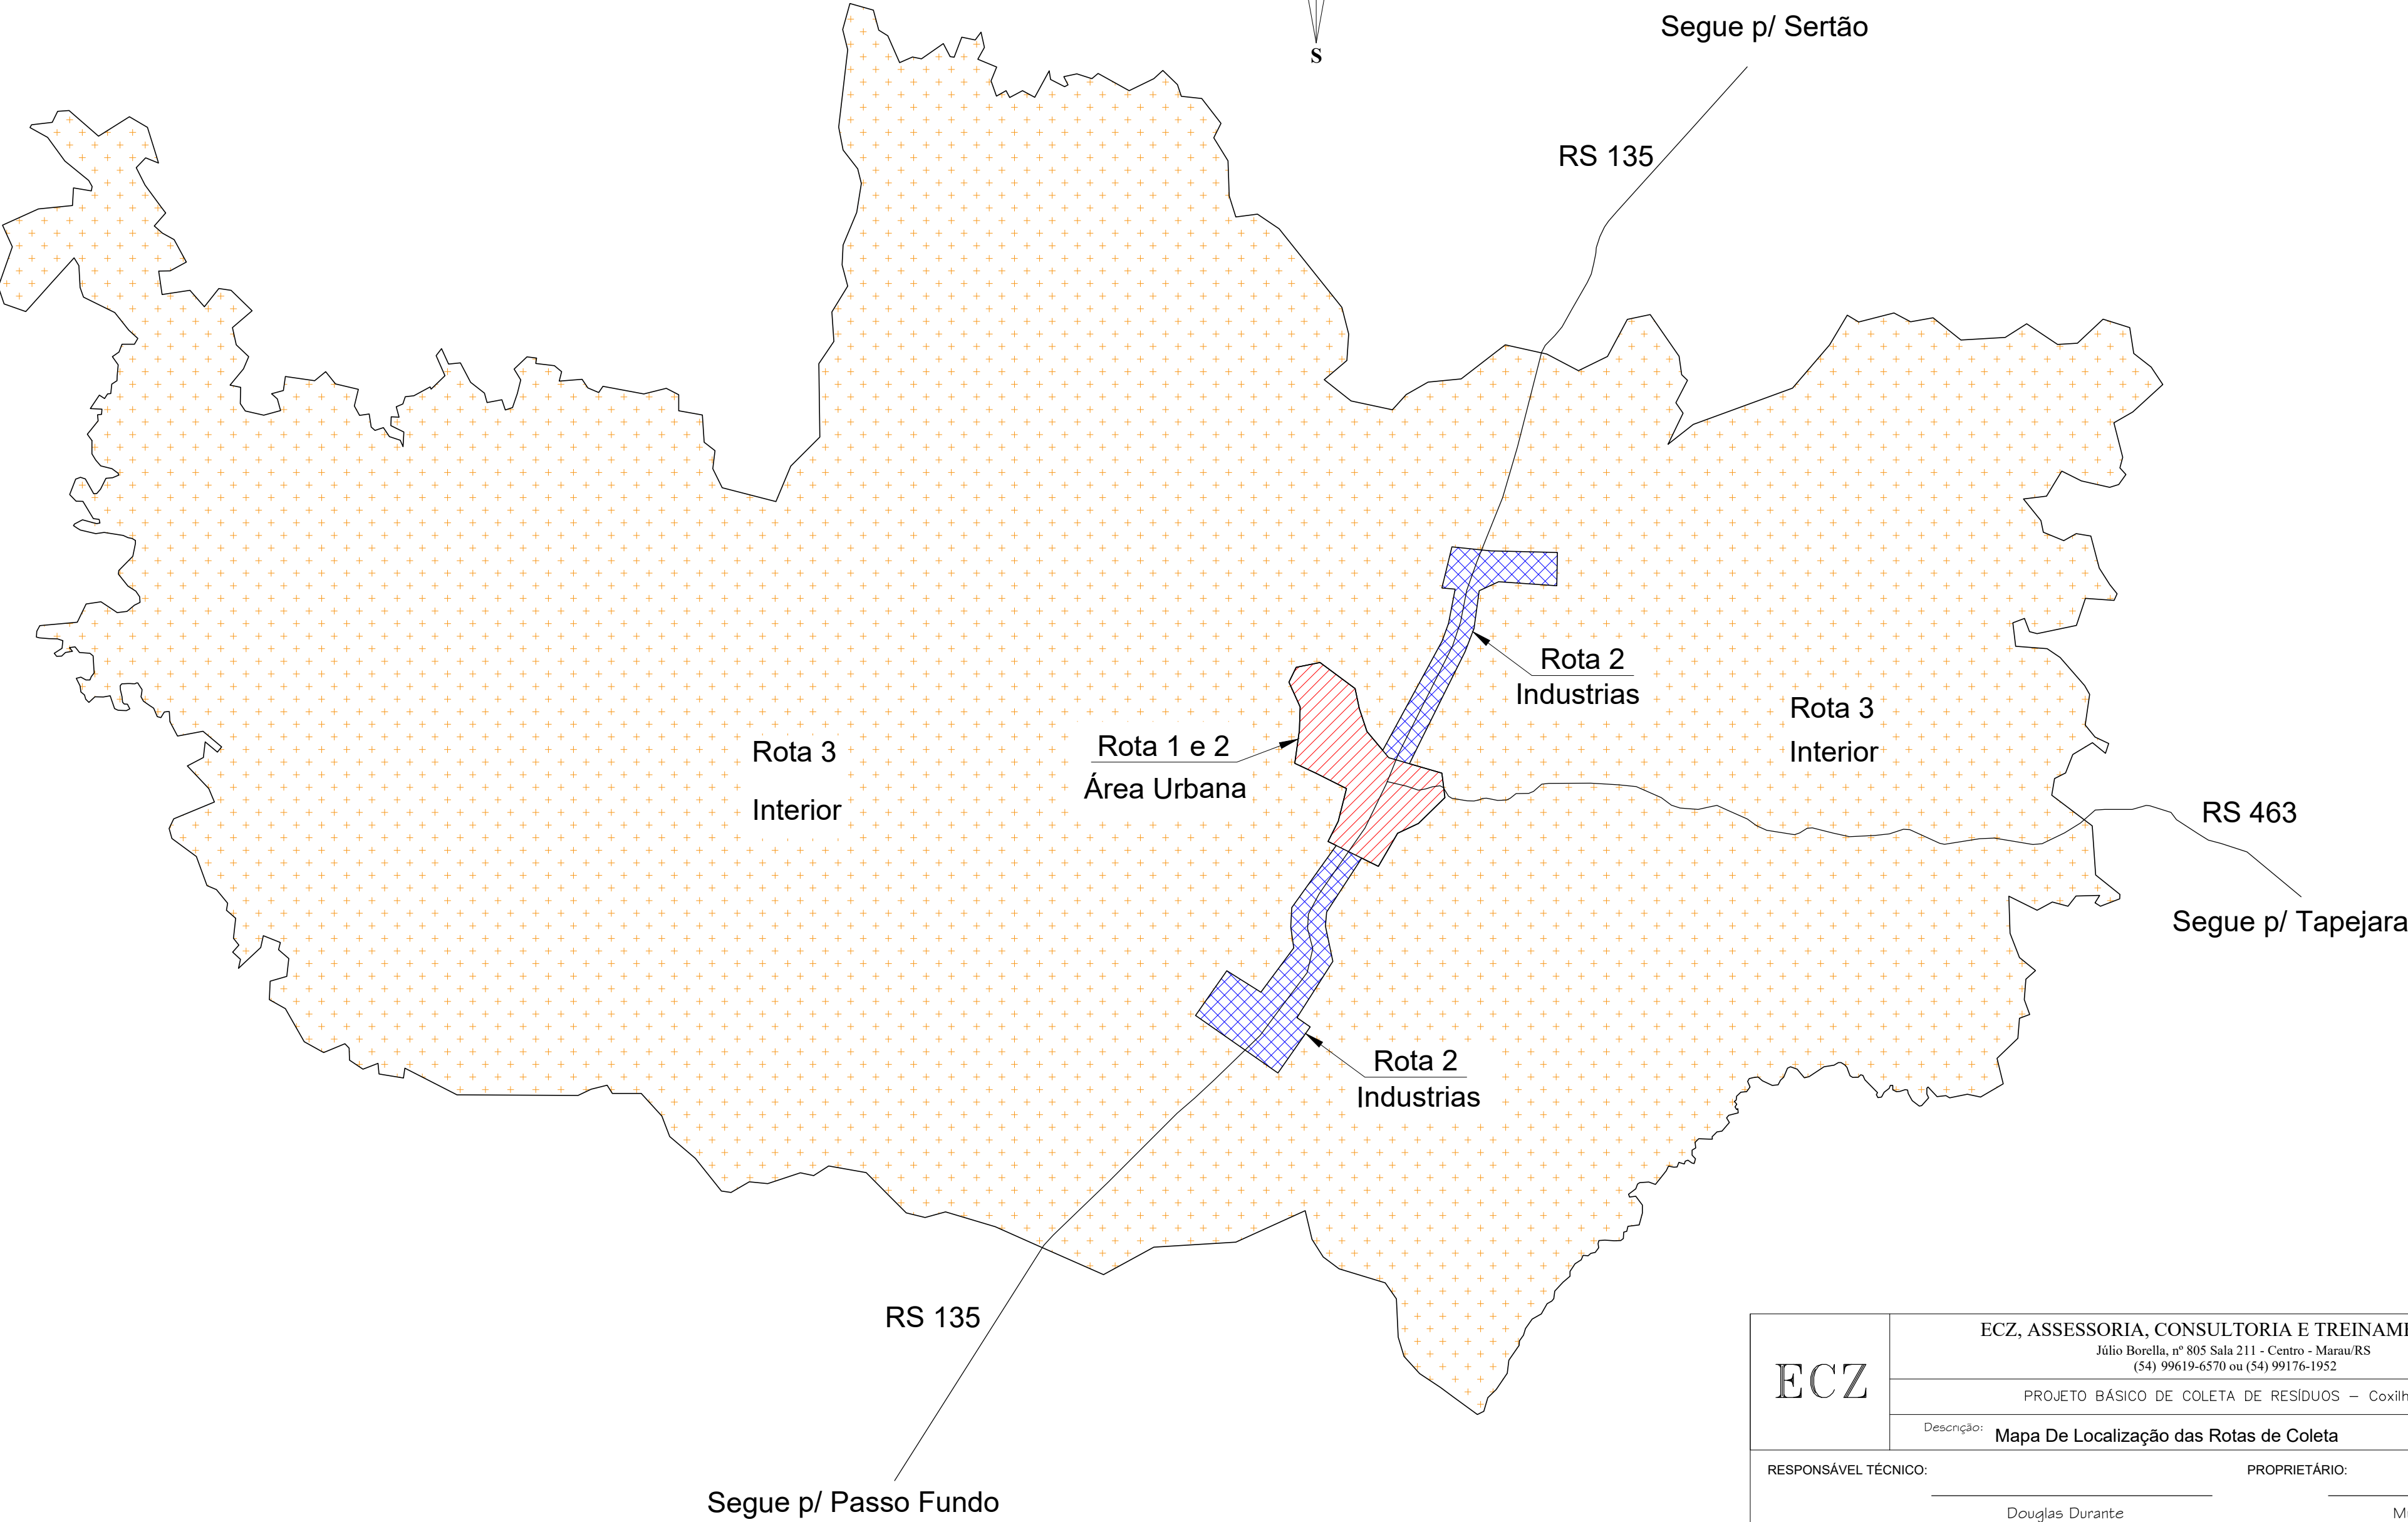 S
Segue p/ Sertão
RS 135
Rota 2
Industrias
Rota 3
Interior
Rota 1 e 2
Área Urbana
Rota 3
Interior
RS 463
Segue p/ Tapejara
Rota 2
Industrias
RS 135
Segue p/ Passo Fundo
ECZ
ECZ, ASSESSORIA, CONSULTORIA E
Júlio Borella, nº 805 Sala 211 - Centro - Marau/RS
(54) 99619-6570 ou (54) 99176-1952
PROJETO BÁSICO DE COLETA DE RESÍDUOS –
Descrição: Mapa De Localização das Rotas de Coleta
RESPONSÁVEL TÉCNICO:
PROPRIETÁRIO:
Douglas Durante